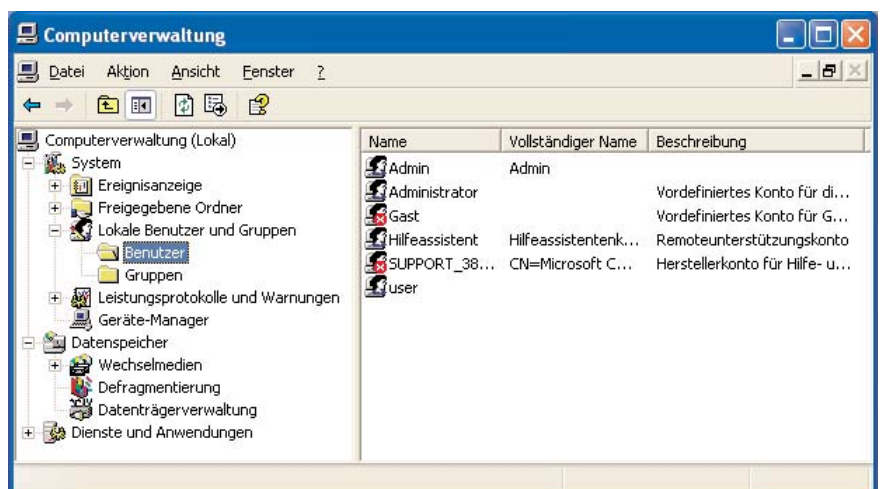 Computerverwaltung
Datei Aktion Ansicht Fenster ?
Computerverwaltung (Lokal)
System
Ereignisanzeige
Freigegebene Ordner
Lokale Benutzer und Gruppen
Benutzer
Gruppen
Leistungsprotokolle und Warnungen
Geräte-Manager
Datenspeicher
Wechselmedien
Defragmentierung
Datenträgerverwaltung
Dienste und Anwendungen
Name Vollständiger Name Beschreibung
Admin Admin
Administrator Vordefiniertes Konto für di...
Gast Vordefiniertes Konto für G...
Hilfeassistent Hilfeassistentenk... Remoteunterstützungskonto
SUPPORT_38... CN=Microsoft C... Herstellerkonto für Hilfe- u...
user